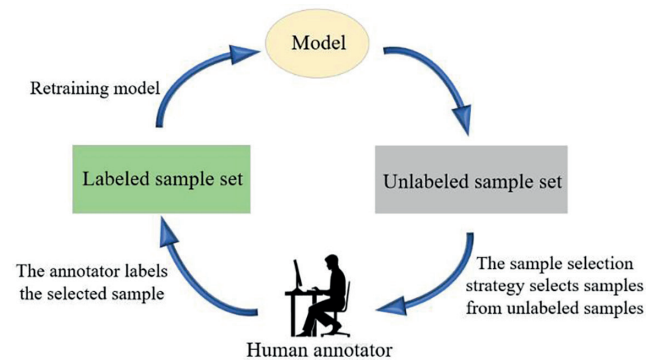 Model
Retraining model
Labeled sample set
Unlabeled sample set
The annotator labels
the selected sample
The sample selection
strategy selects samples
from unlabeled samples
Human annotator